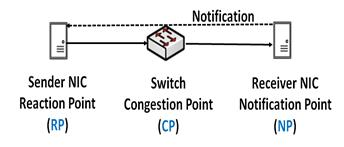 Notification
Sender NIC
Reaction Point
(RP)
Switch
Congestion Point
(CP)
Receiver NIC
Notification Point
(NP)